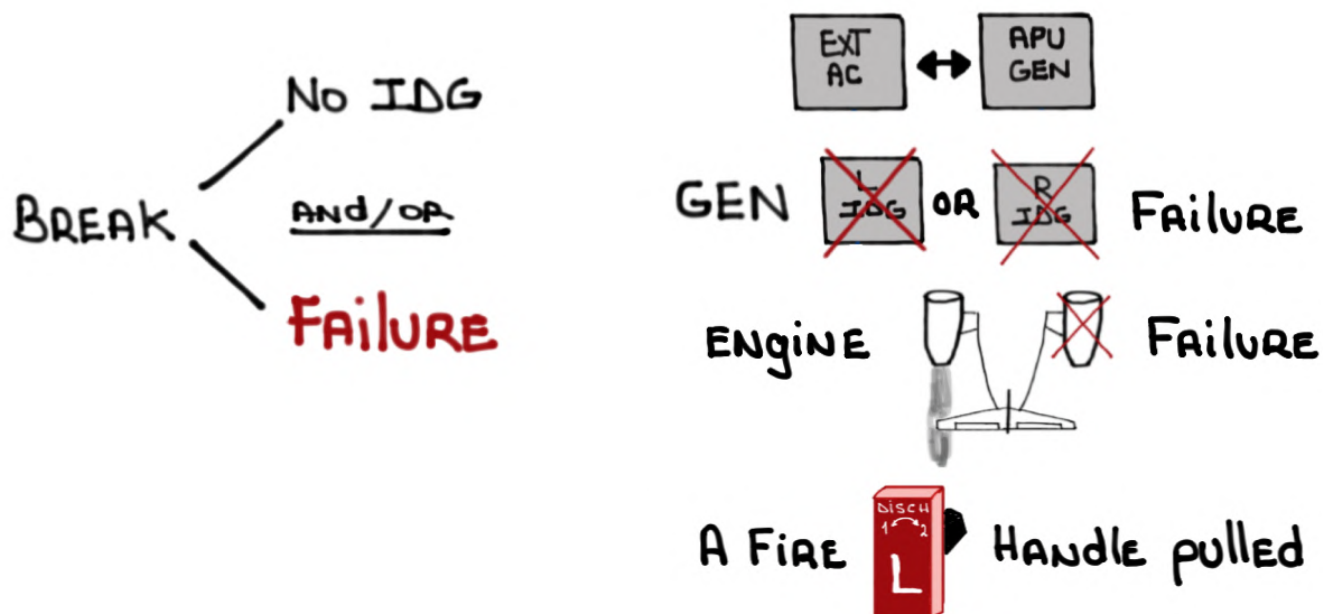 No IDG
BREAK
AND/OR
FAILURE
EXT
AC
APU
GEN
GEN
L
IDG
OR
R
IDG
FAILURE
ENGINE
FAILURE
A FIRE
DISCH
1 2
L
HANDLE pulled